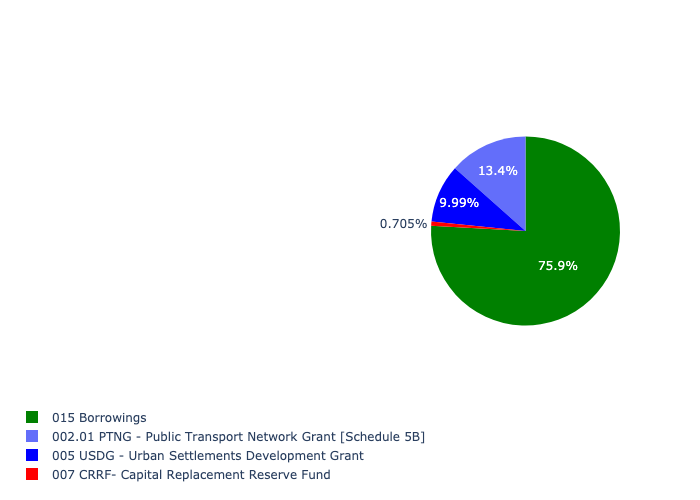 13.4%
9.99%
0.705%
75.9%
015 Borrowings
002.01 PTNG - Public Transport Network Grant [Schedule 5B]
005 USDG - Urban Settlements Development Grant
007 CRRF- Capital Replacement Reserve Fund